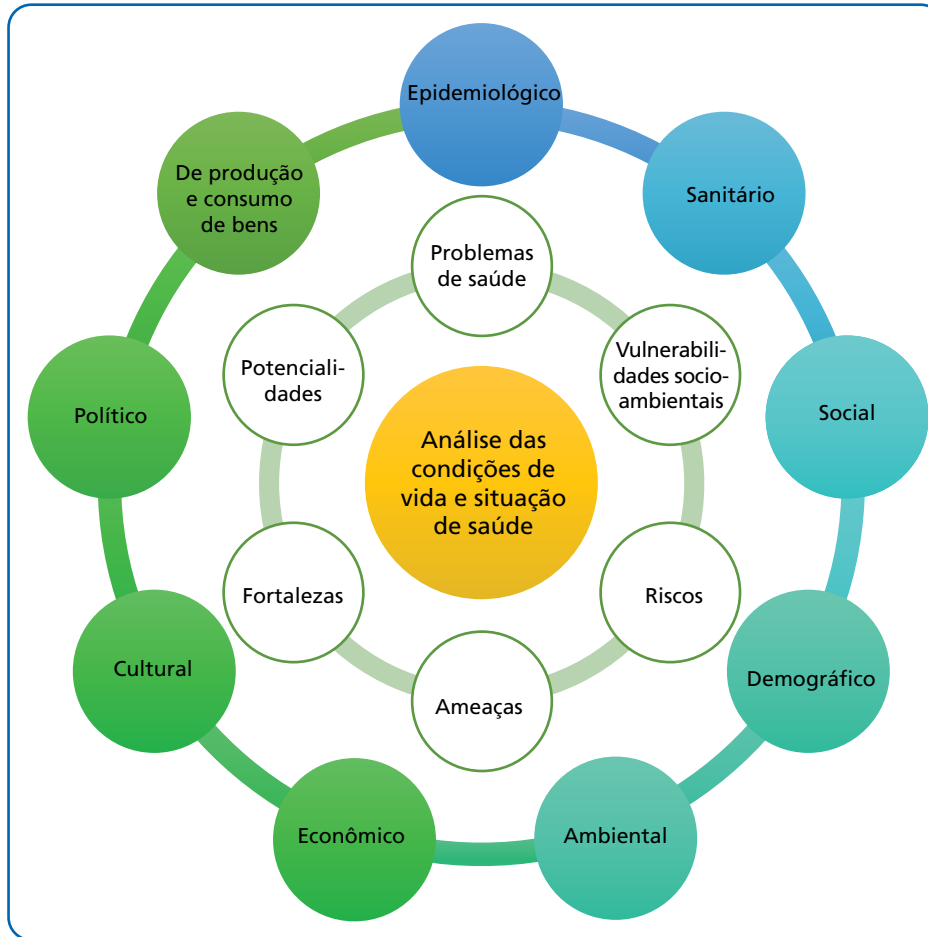 Epidemiológico
Sanitário
Social
Demográfico
Ambiental
Econômico
Cultural
Político
De produção
e consumo
de bens
Problemas
de saúde
Vulnerabili-
dades socio-
ambientais
Riscos
Ameaças
Fortalezas
Potenciali-
dades
Análise das
condições de
vida e situação
de saúde